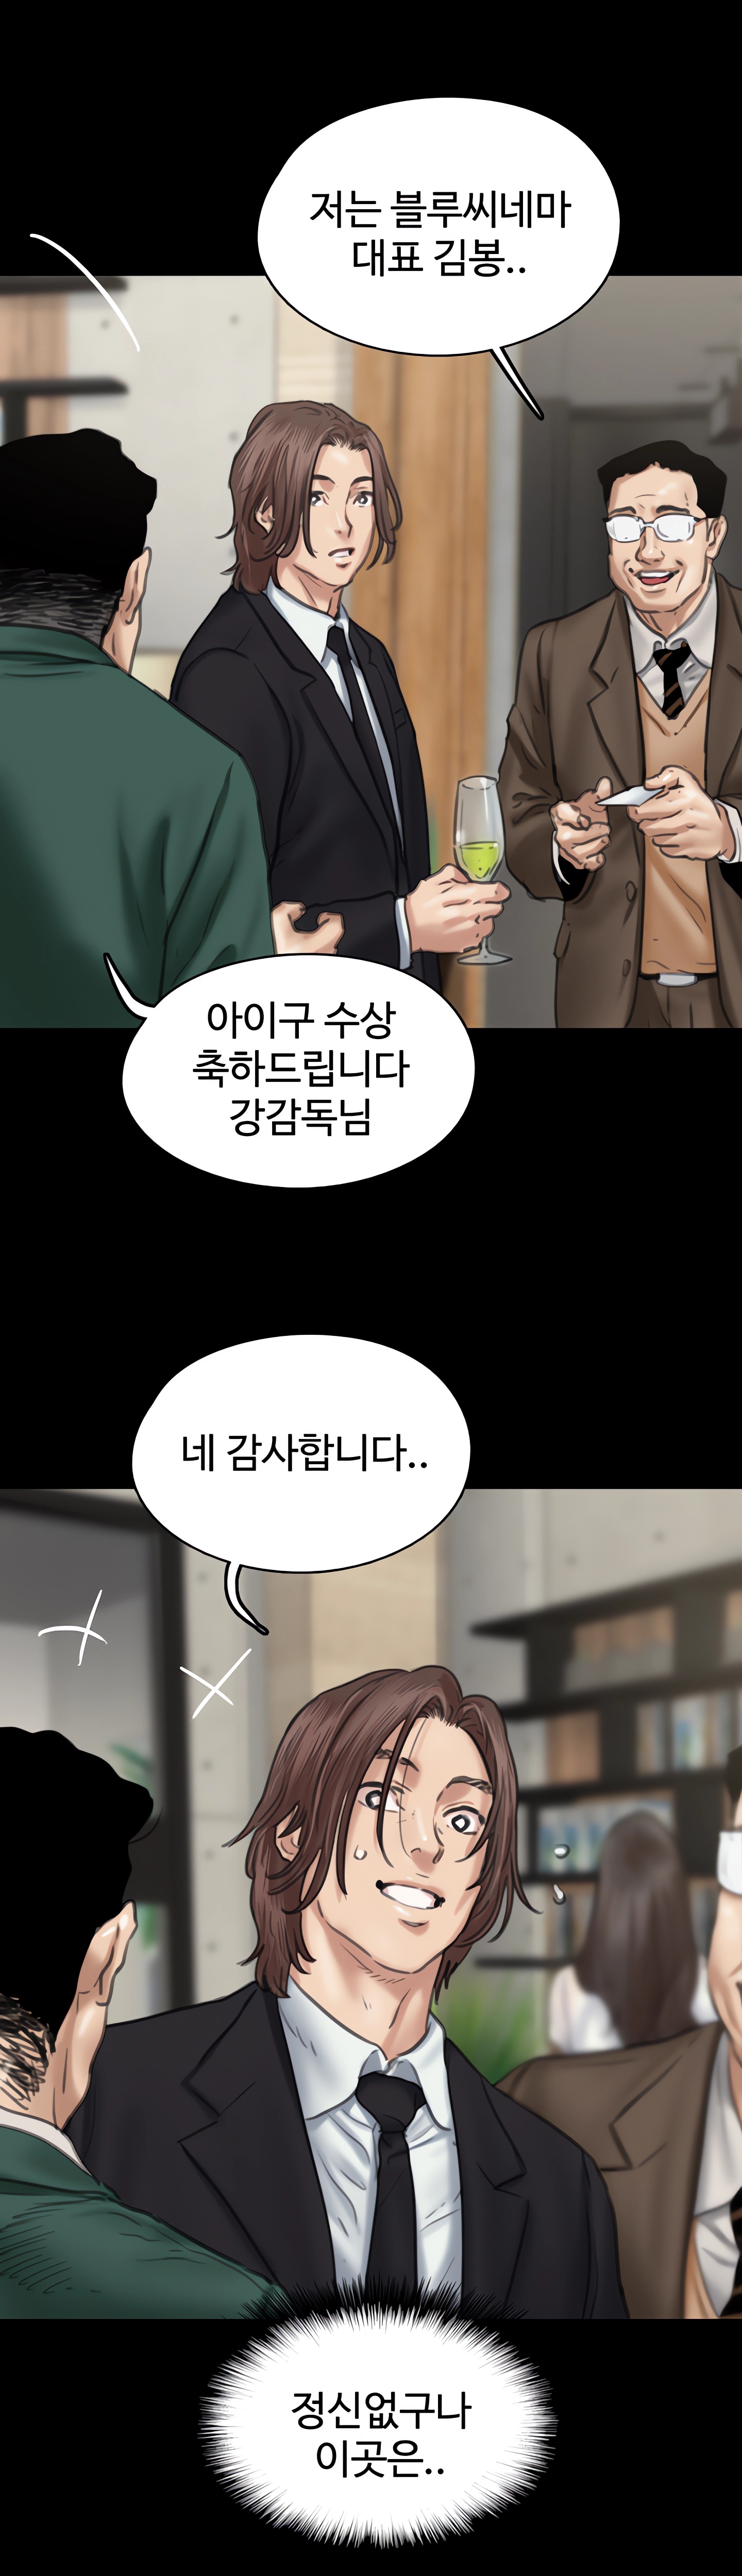 저는 블루씨네마
대표 김봉..
아이구 수상
축하드립니다
강감독님
네 감사합니다..
정신없구나
이곳은..